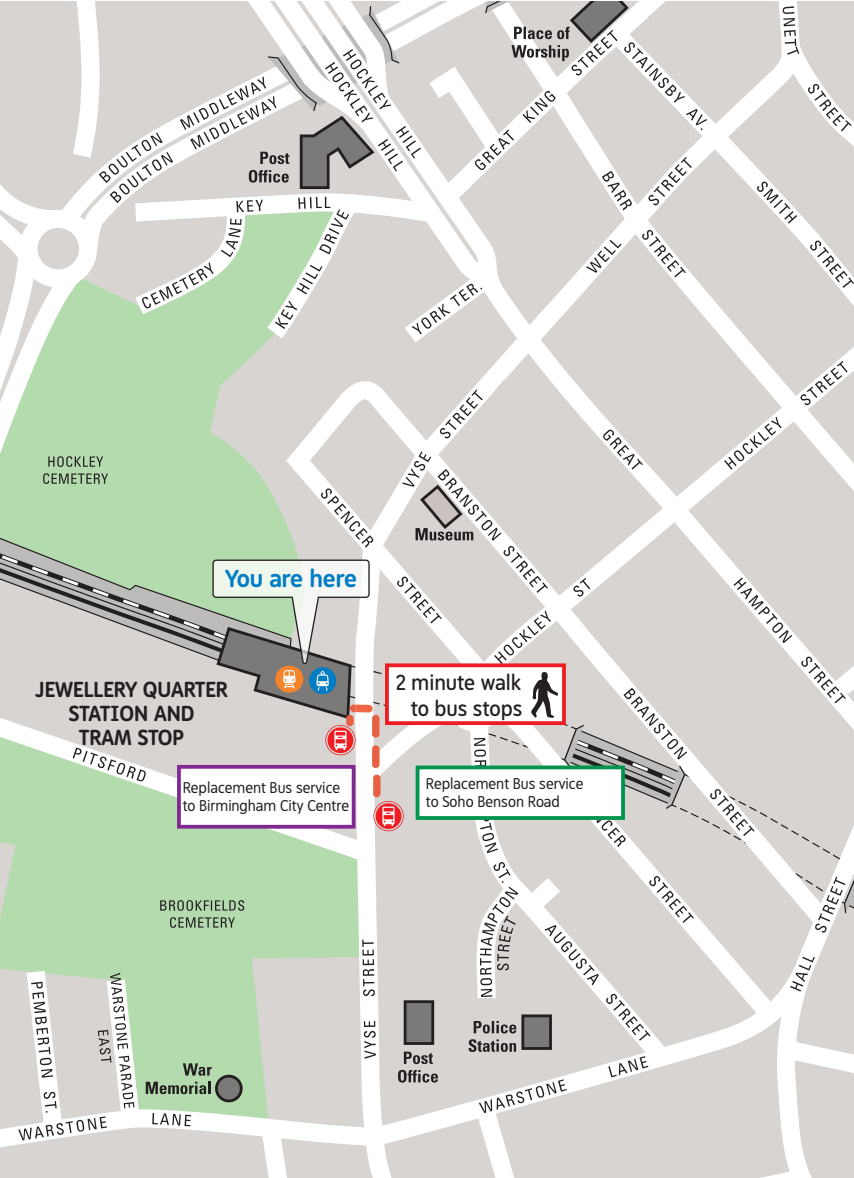 Place of
Worship
UNETT
STREET
HOCKLEY HILL
HOCKLEY HILL
STAINSBY AV.
GREAT KING STREET
BOULTON MIDDLEWAY
BOULTON MIDDLEWAY
Post
Office
KEY HILL
CEMETERY LANE
KEY HILL DRIVE
BARR STREET
WELL STREET
SMITH STREET
YORK TER.
VYSE STREET
GREAT HAMPTON STREET
HOCKLEY STREET
HOCKLEY
CEMETERY
SPENCER STREET
BRANSTON STREET
Museum
You are here
HOCKLEY ST
JEWELLERY QUARTER
STATION AND
TRAM STOP
2 minute walk
to bus stops
BRANSTON STREET
PITSFORD
Replacement Bus service
to Birmingham City Centre
Replacement Bus service
to Soho Benson Road
NOR
TON ST.
NCER STREET
BROOKFIELDS
CEMETERY
NORTHAMPTON
STREET
AUGUSTA STREET
HALL STREET
VYSE STREET
PEMBERTON ST.
WARSTONE PARADE
EAST
Post
Office
Police
Station
War
Memorial
WARSTONE LANE
WARSTONE LANE